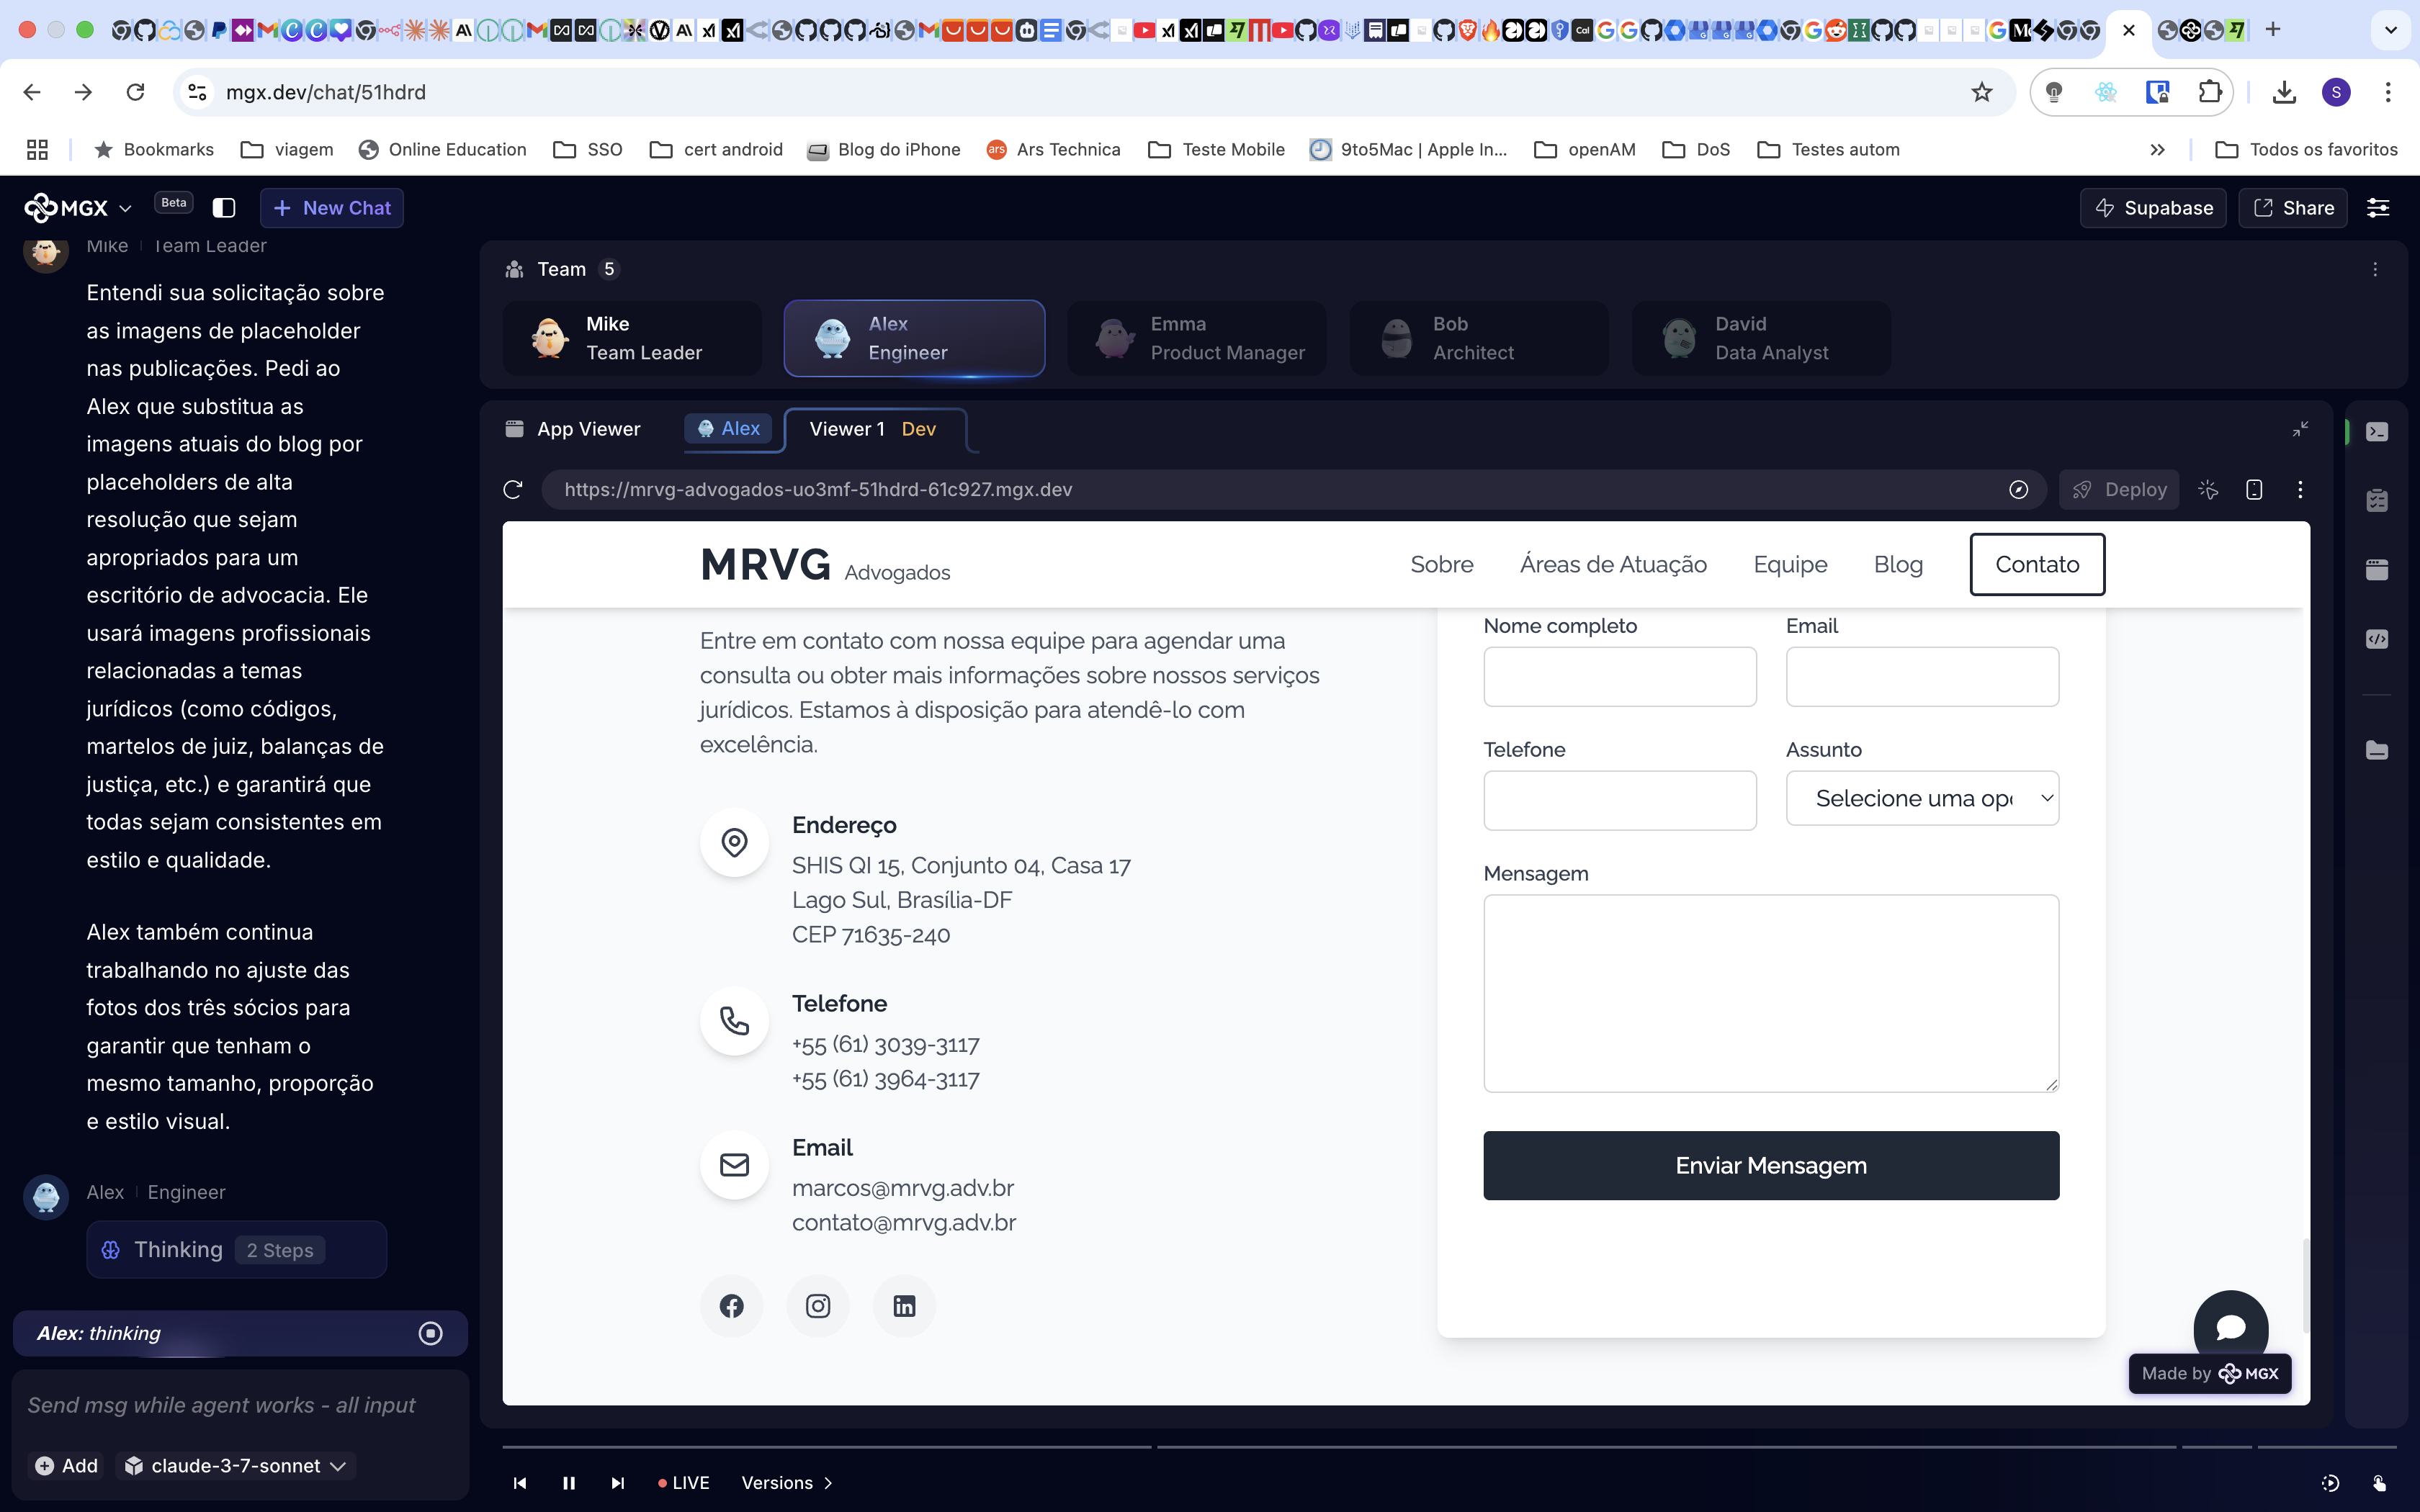 mgx.dev/chat/51hdrd
S
Bookmarks
viagem
Online Education
SSO
cert android
Blog do iPhone
ars
Ars Technica
Teste Mobile
9to5Mac | Apple In...
openAM
DoS
Testes autom
Todos os favoritos
MGX
Beta
New Chat
Supabase
Share
Mike
Team Leader
Entendi sua solicitação sobre
as imagens de placeholder
nas publicações. Pedi ao
Alex que substitua as
imagens atuais do blog por
placeholders de alta
resolução que sejam
apropriados para um
escritório de advocacia. Ele
usará imagens profissionais
relacionadas a temas
jurídicos (como códigos,
martelos de juiz, balanças de
justiça, etc.) e garantirá que
todas sejam consistentes em
estilo e qualidade.
Alex também continua
trabalhando no ajuste das
fotos dos três sócios para
garantir que tenham o
mesmo tamanho, proporção
e estilo visual.
Alex
Engineer
Thinking
2 Steps
Alex: thinking
Send msg while agent works - all input
Add
claude-3-7-sonnet
Team
5
Mike
Team Leader
Alex
Engineer
Emma
Product Manager
Bob
Architect
David
Data Analyst
App Viewer
Alex
Viewer 1
Dev
https://mrvg-advogados-uo3mf-51hdrd-61c927.mgx.dev
Deploy
MRVG Advogados
Sobre
Áreas de Atuação
Equipe
Blog
Contato
Entre em contato com nossa equipe para agendar uma
consulta ou obter mais informações sobre nossos serviços
jurídicos. Estamos à disposição para atendê-lo com
excelência.
Endereço
SHIS QI 15, Conjunto 04, Casa 17
Lago Sul, Brasília-DF
CEP 71635-240
Telefone
+55 (61) 3039-3117
+55 (61) 3964-3117
Email
marcos@mrvg.adv.br
contato@mrvg.adv.br
Nome completo
Email
Telefone
Assunto
Selecione uma op
Mensagem
Enviar Mensagem
Made by MGX
LIVE
Versions